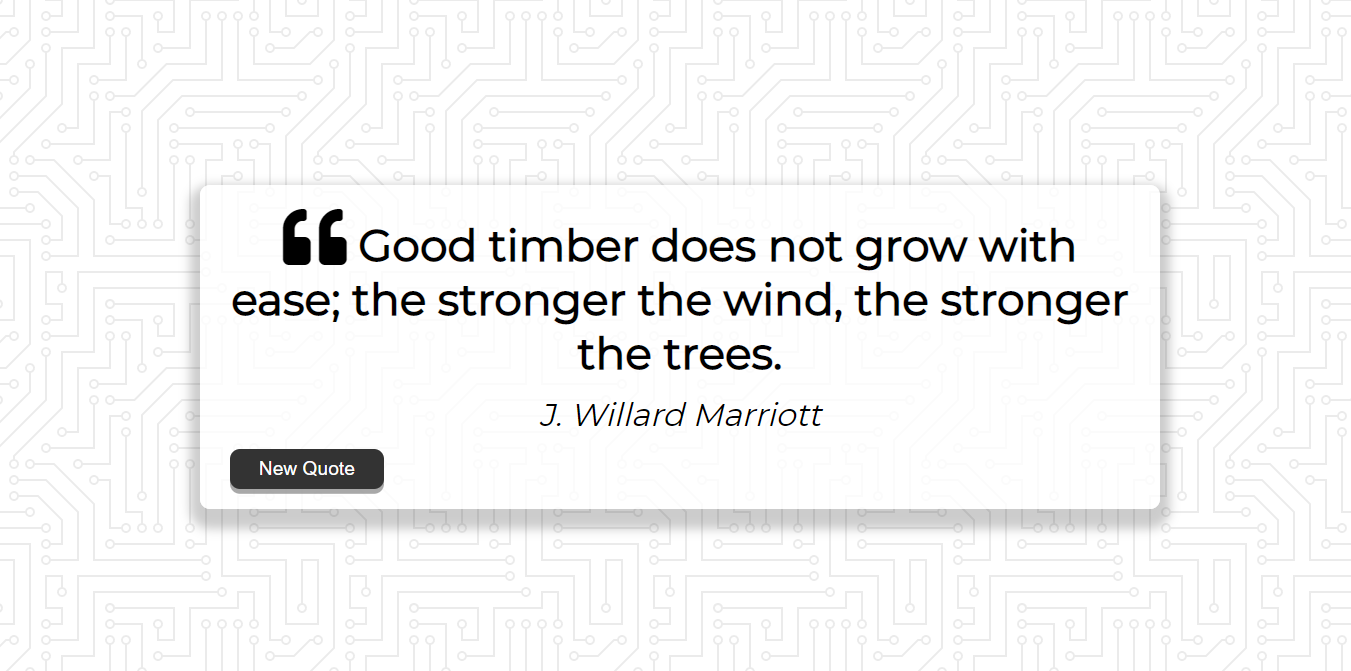 “ Good timber does not grow with
ease; the stronger the wind, the stronger
the trees.
J. Willard Marriott
New Quote